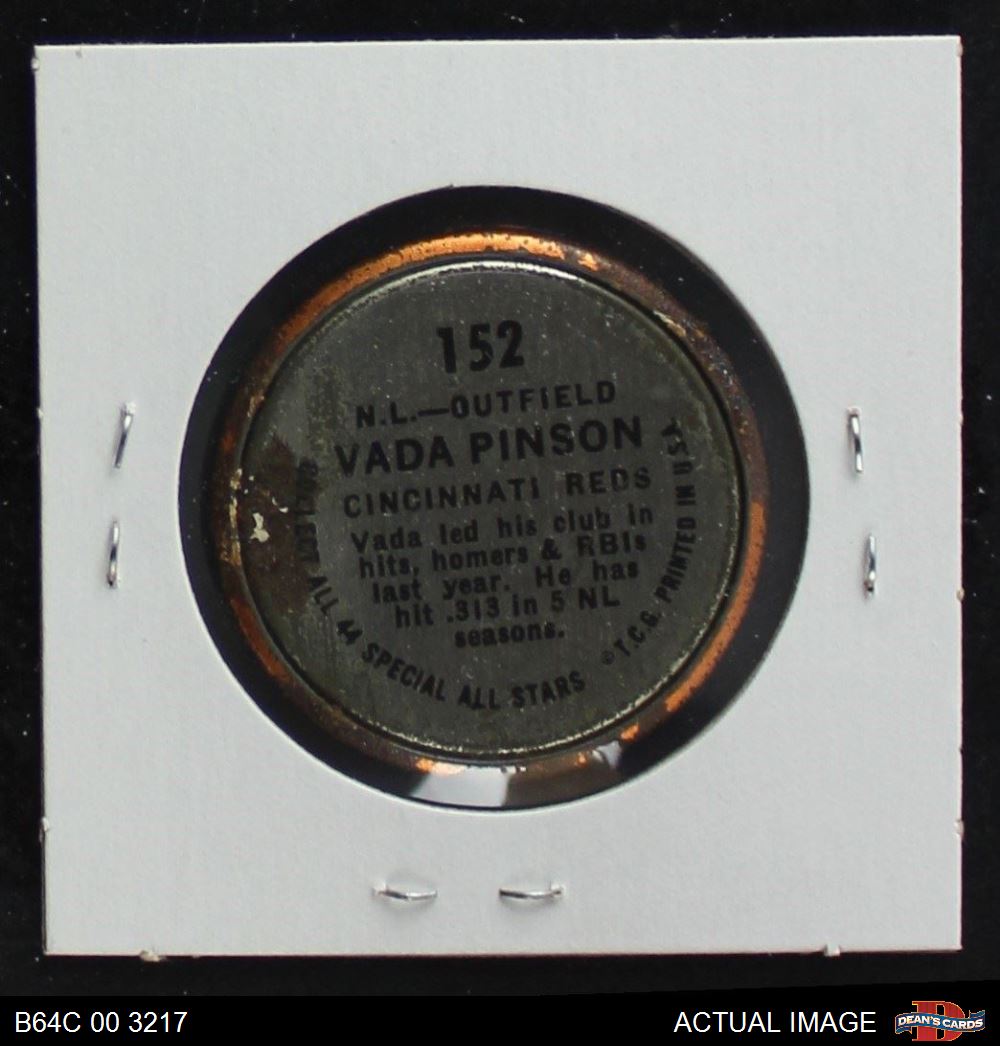 152
N.L.—OUTFIELD
VADA PINSON
CINCINNATI REDS
Vada led his club in
hits, homers & RBIs
last year. He has
hit .313 in 5 NL
seasons.
COLLECT ALL 44 SPECIAL ALL STARS
©T.C.G. PRINTED IN USA
B64C 00 3217
ACTUAL IMAGE
DEAN'S CARDS